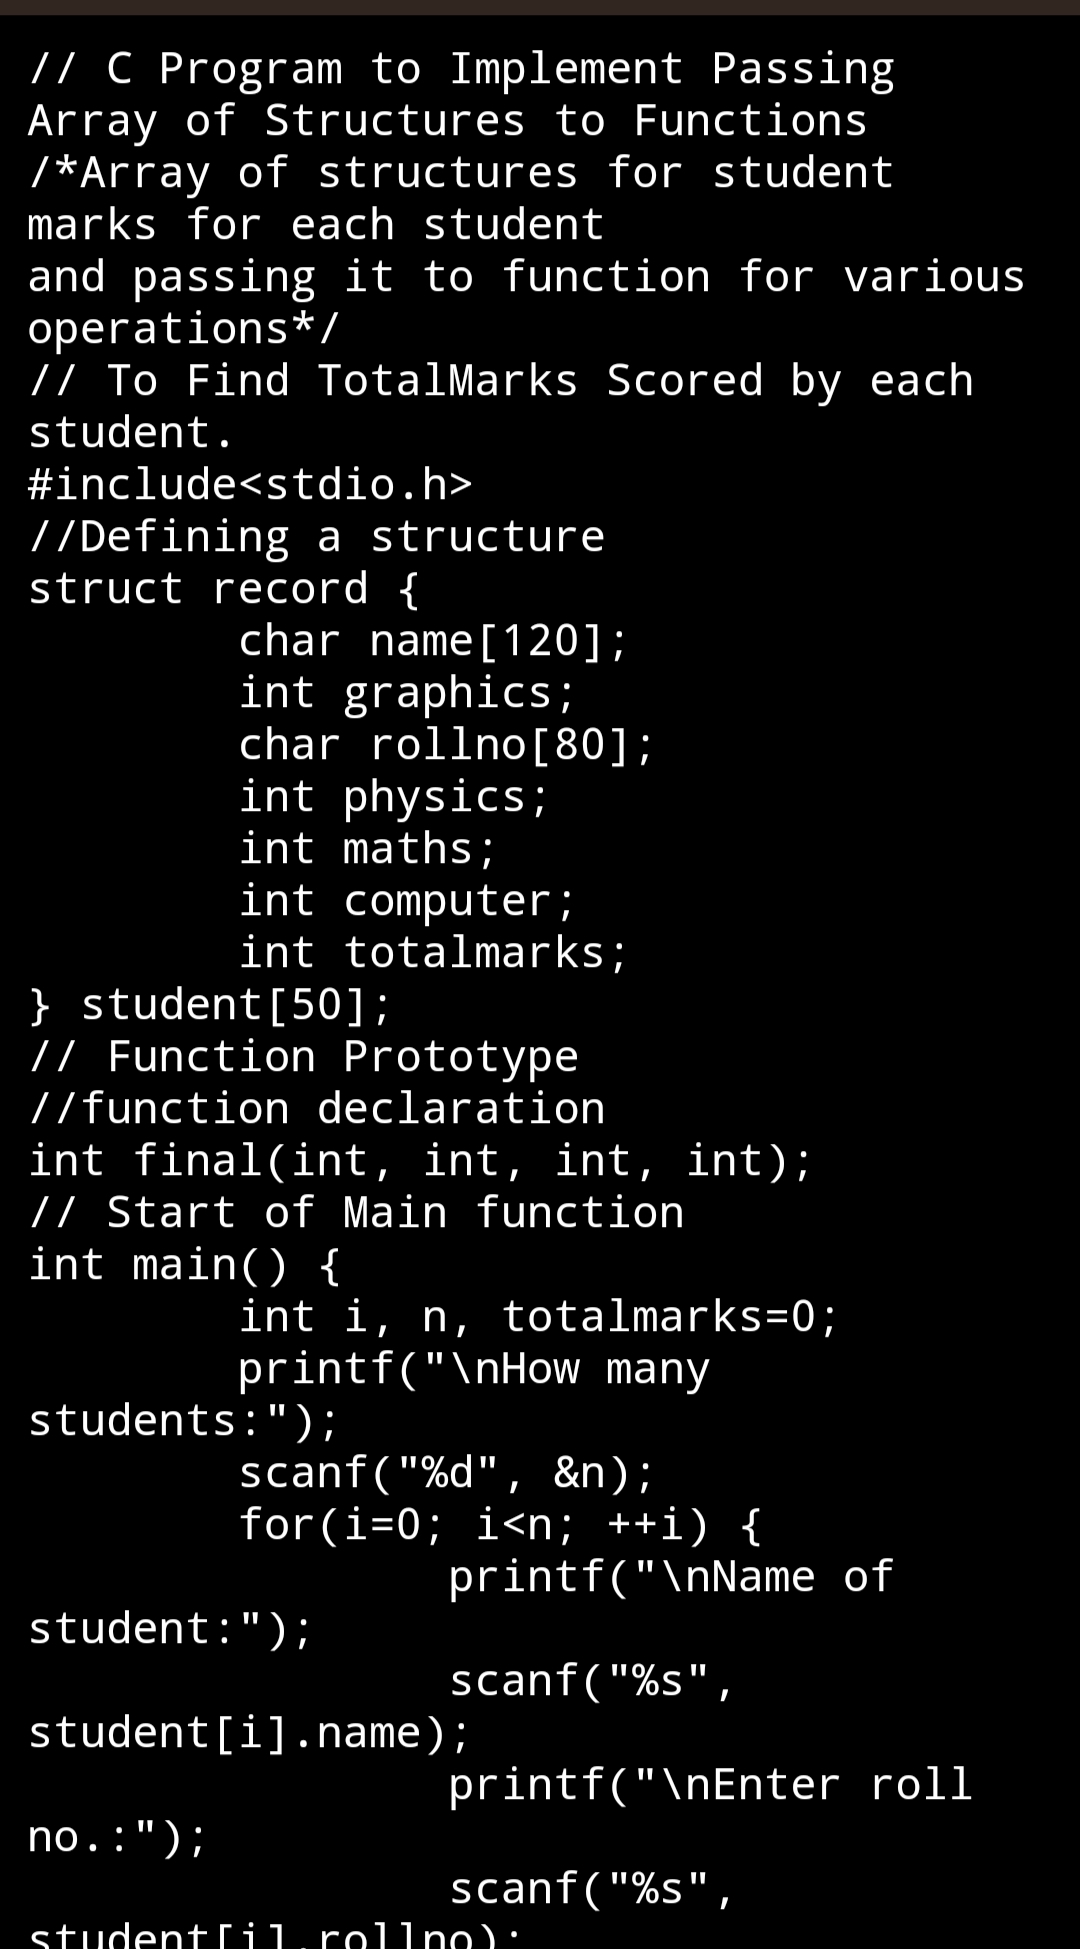 // C Program to Implement Passing
Array of Structures to Functions
/*Array of structures for student
marks for each student
and passing it to function for various
operations*/
// To Find TotalMarks Scored by each
student.
#include<stdio.h>
//Defining a structure
struct record {
        char name[120];
        int graphics;
        char rollno[80];
        int physics;
        int maths;
        int computer;
        int totalmarks;
} student[50];
// Function Prototype
//function declaration
int final(int, int, int, int);
// Start of Main function
int main() {
        int i, n, totalmarks=0;
        printf("\nHow many
students:");
        scanf("%d", &n);
        for(i=0; i<n; ++i) {
                printf("\nName of
student:");
                scanf("%s",
student[i].name);
                printf("\nEnter roll
no.:");
                scanf("%s",
student[i].rollno);